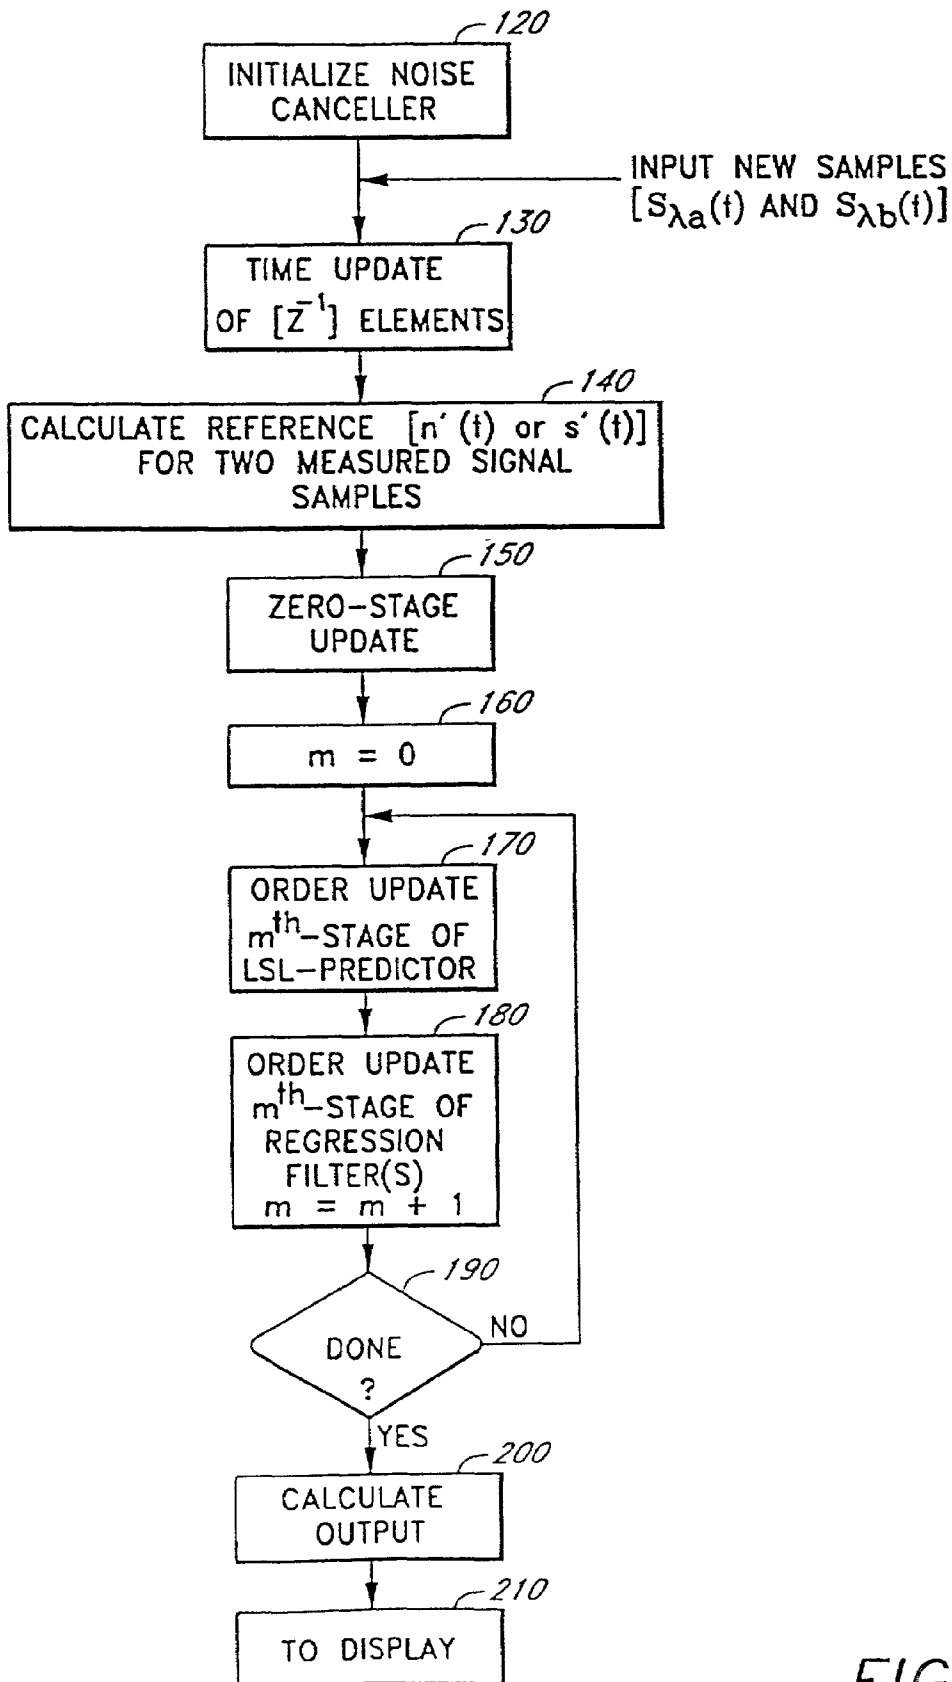 120
INITIALIZE NOISE
CANCELLER
INPUT NEW SAMPLES
[Sλa(t) AND Sλb(t)]
130
TIME UPDATE
OF [Z⁻¹] ELEMENTS
140
CALCULATE REFERENCE [n′(t) or s′(t)]
FOR TWO MEASURED SIGNAL
SAMPLES
150
ZERO-STAGE
UPDATE
160
m = 0
170
ORDER UPDATE
mth-STAGE OF
LSL-PREDICTOR
180
ORDER UPDATE
mth-STAGE OF
REGRESSION
FILTER(S)
m = m + 1
190
DONE
?
NO
YES
200
CALCULATE
OUTPUT
210
TO DISPLAY
FIG